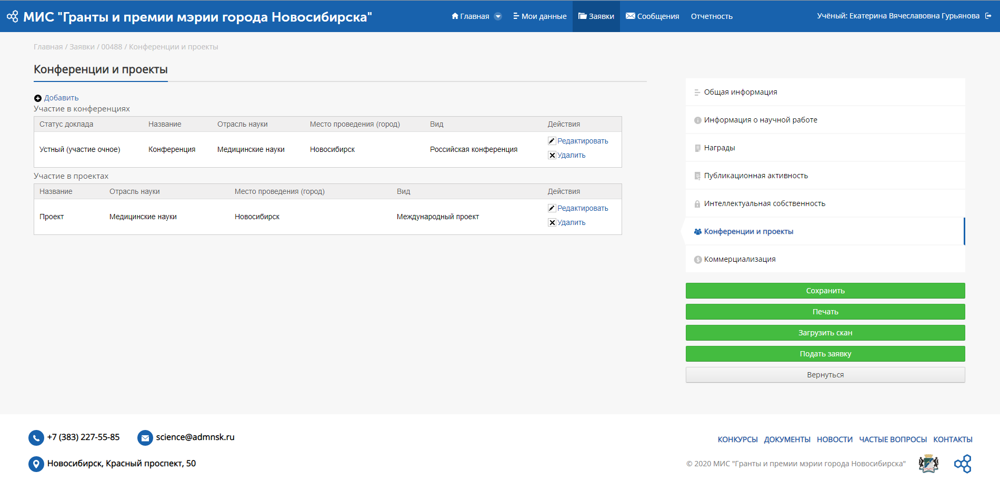 МИС "Гранты и премии мэрии города Новосибирска"
Главная
Мои данные
Заявки
Сообщения
Отчетность
Учёный: Екатерина Вячеславовна Гурьянова
Главная / Заявки / 00488 / Конференции и проекты
Конференции и проекты
Добавить
Участие в конференциях
Статус доклада Название Отрасль науки Место проведения (город) Вид Действия
Устный (участие очное) Конференция Медицинские науки Новосибирск Российская конференция Редактировать
Удалить
Участие в проектах
Название Отрасль науки Место проведения (город) Вид Действия
Проект Медицинские науки Новосибирск Международный проект Редактировать
Удалить
Общая информация
Информация о научной работе
Награды
Публикационная активность
Интеллектуальная собственность
Конференции и проекты
Коммерциализация
Сохранить
Печать
Загрузить скан
Подать заявку
Вернуться
+7 (383) 227-55-85
science@admnsk.ru
Новосибирск, Красный проспект, 50
КОНКУРСЫ ДОКУМЕНТЫ НОВОСТИ ЧАСТЫЕ ВОПРОСЫ КОНТАКТЫ
© 2020 МИС "Гранты и премии мэрии города Новосибирска"